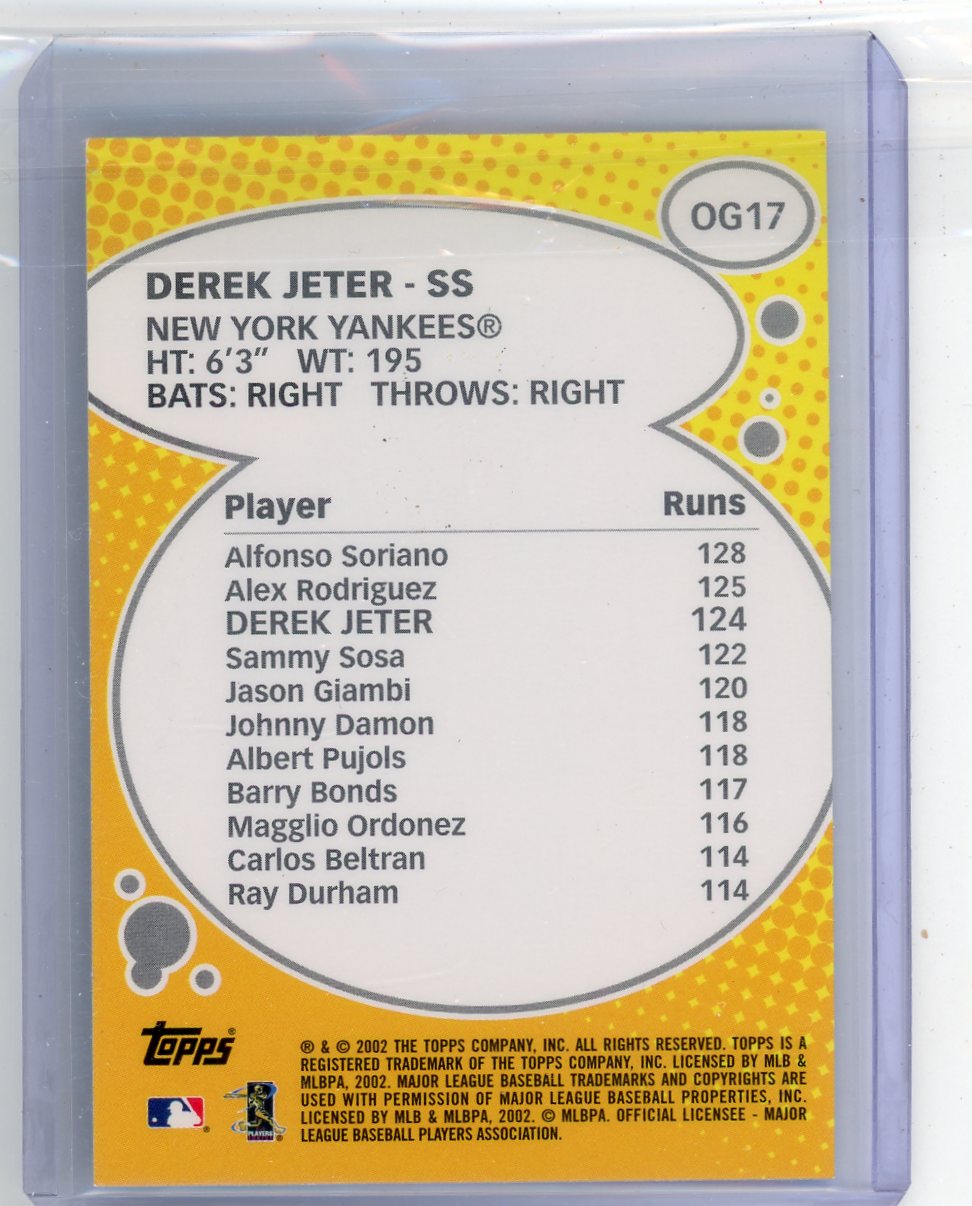 OG17
DEREK JETER - SS
NEW YORK YANKEES®
HT: 6'3" WT: 195
BATS: RIGHT THROWS: RIGHT
Player Runs
Alfonso Soriano 128
Alex Rodriguez 125
DEREK JETER 124
Sammy Sosa 122
Jason Giambi 120
Johnny Damon 118
Albert Pujols 118
Barry Bonds 117
Magglio Ordonez 116
Carlos Beltran 114
Ray Durham 114
Topps®
® & © 2002 THE TOPPS COMPANY, INC. ALL RIGHTS RESERVED. TOPPS IS A
REGISTERED TRADEMARK OF THE TOPPS COMPANY, INC. LICENSED BY MLB &
MLBPA, 2002. MAJOR LEAGUE BASEBALL TRADEMARKS AND COPYRIGHTS ARE
USED WITH PERMISSION OF MAJOR LEAGUE BASEBALL PROPERTIES, INC.
LICENSED BY MLB & MLBPA, 2002. © MLBPA. OFFICIAL LICENSEE - MAJOR
LEAGUE BASEBALL PLAYERS ASSOCIATION.
PLAYERS